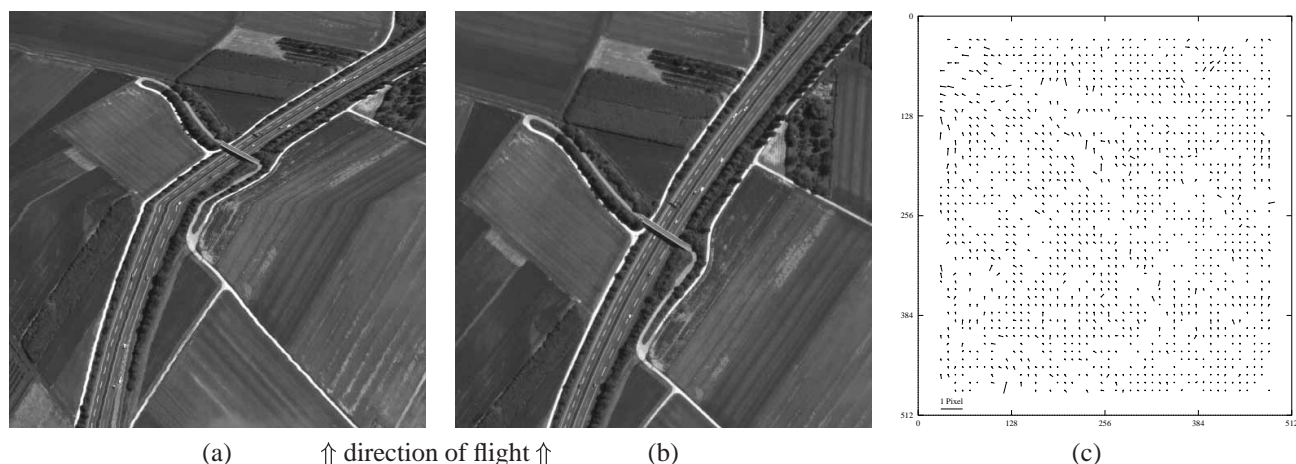 0
128
256
384
512
1 Pixel
0 128 256 384 512
(a) ⇑ direction of flight ⇑ (b) (c)